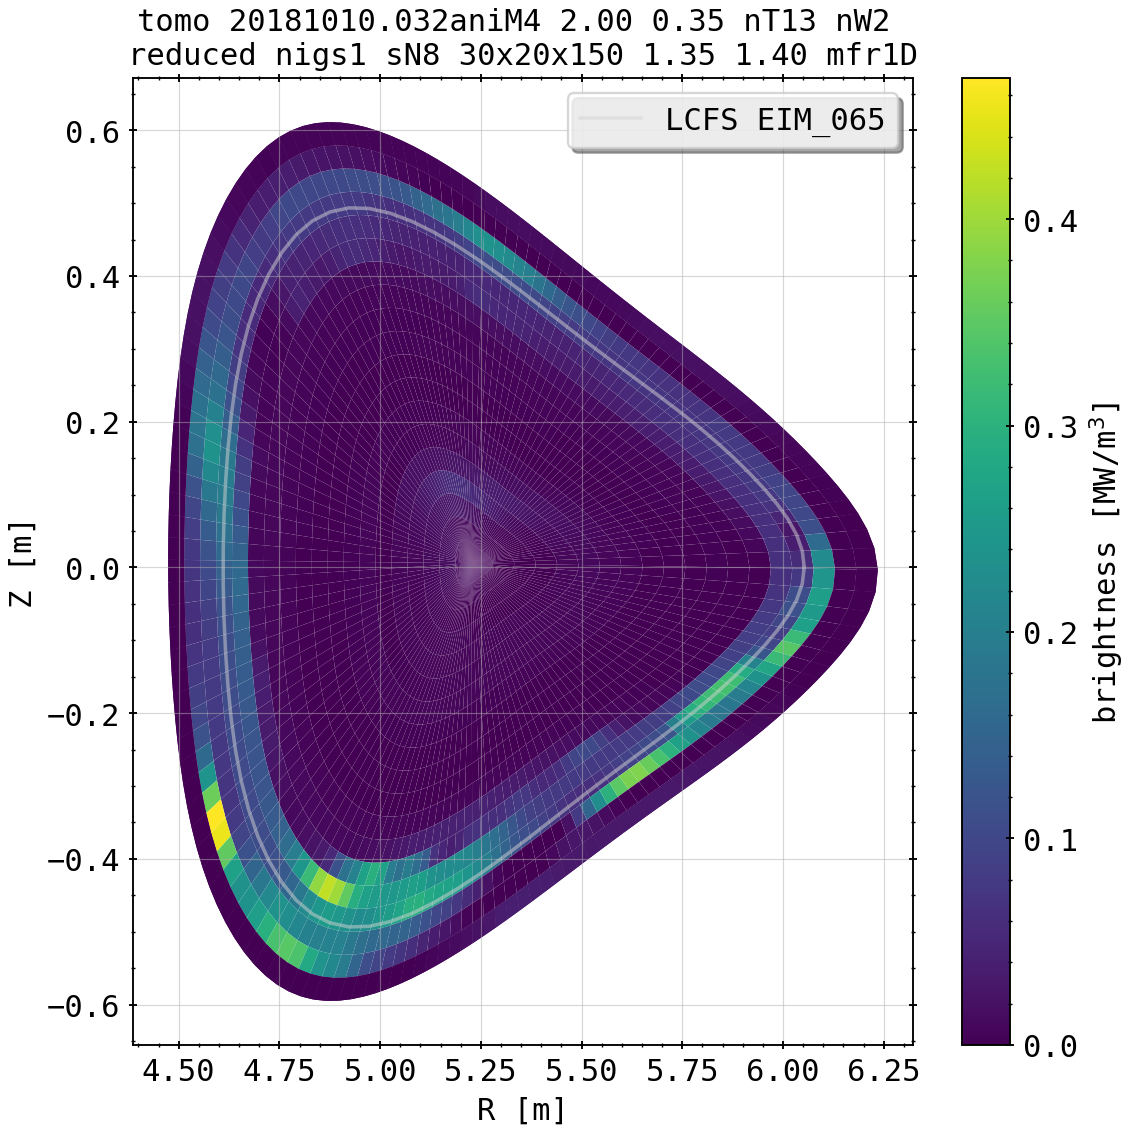 tomo 20181010.032aniM4 2.00 0.35 nT13 nW2
reduced nigs1 sN8 30x20x150 1.35 1.40 mfr1D
LCFS EIM_065
0.6
0.4
0.2
0.0
−0.2
−0.4
−0.6
Z [m]
4.50 4.75 5.00 5.25 5.50 5.75 6.00 6.25
R [m]
0.4
0.3
0.2
0.1
0.0
brightness [MW/m³]